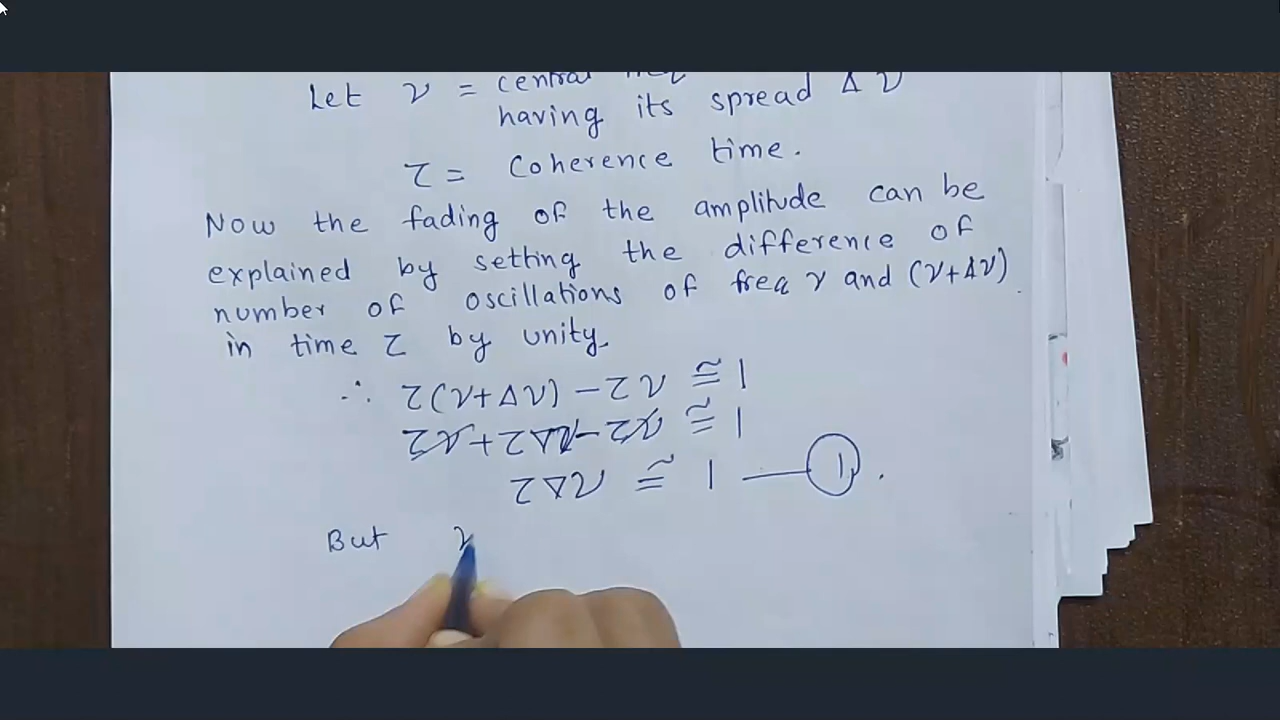 Let ν = central freq
having its spread Δν
τ = Coherence time.
Now the fading of the amplitude can be
explained by setting the difference of
number of oscillations of freq ν and (ν+Δν)
in time τ by unity.
∴ τ(ν+Δν) – τν ≅ 1
τν + τΔν – τν ≅ 1
τΔν ≅ 1 — 1 .
But ν